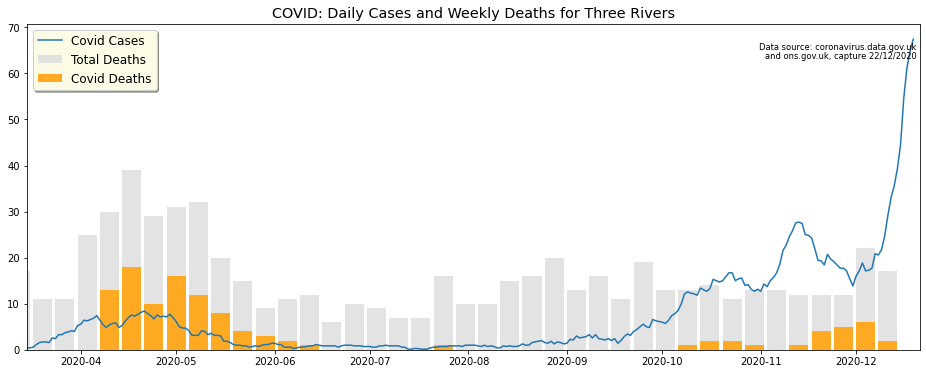 COVID: Daily Cases and Weekly Deaths for Three Rivers
70
60
50
40
30
20
10
0
Covid Cases
Total Deaths
Covid Deaths
Data source: coronavirus.data.gov.uk
and ons.gov.uk, capture 22/12/2020
2020-04 2020-05 2020-06 2020-07 2020-08 2020-09 2020-10 2020-11 2020-12